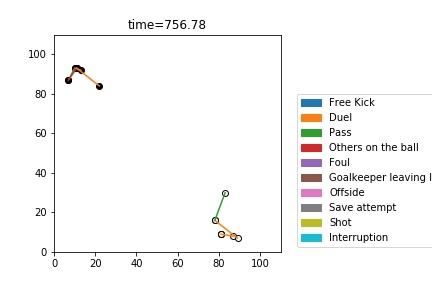 time=756.78
100
80
60
40
20
0
0 20 40 60 80 100
Free Kick
Duel
Pass
Others on the ball
Foul
Goalkeeper leaving l
Offside
Save attempt
Shot
Interruption